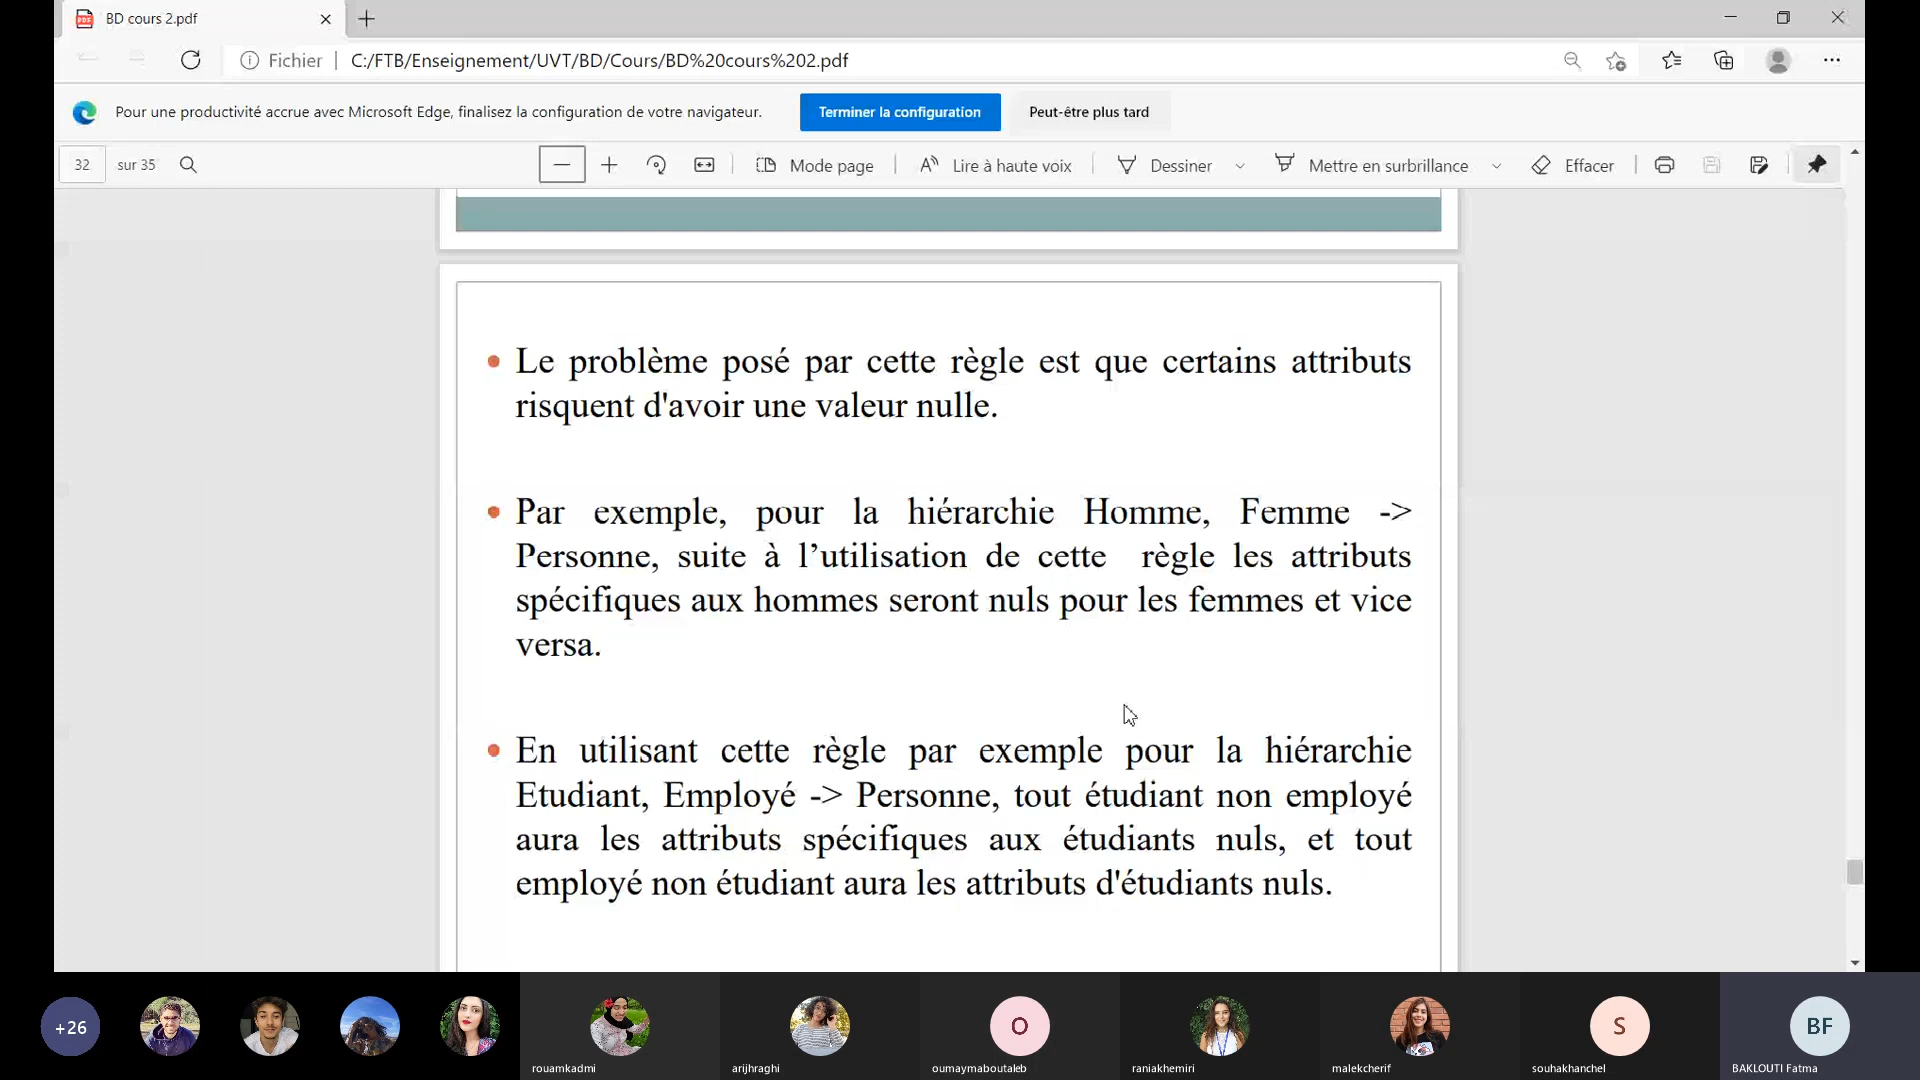 BD cours 2.pdf
Fichier
C:/FTB/Enseignement/UVT/BD/Cours/BD%20cours%202.pdf
Pour une productivité accrue avec Microsoft Edge, finalisez la configuration de votre navigateur.
Terminer la configuration
Peut-être plus tard
32 sur 35
Mode page
Lire à haute voix
Dessiner
Mettre en surbrillance
Effacer
• Le problème posé par cette règle est que certains attributs
risquent d'avoir une valeur nulle.
• Par exemple, pour la hiérarchie Homme, Femme ->
Personne, suite à l’utilisation de cette règle les attributs
spécifiques aux hommes seront nuls pour les femmes et vice
versa.
• En utilisant cette règle par exemple pour la hiérarchie
Etudiant, Employé -> Personne, tout étudiant non employé
aura les attributs spécifiques aux étudiants nuls, et tout
employé non étudiant aura les attributs d'étudiants nuls.
+26
O
S
BF
rouamkadmi
arijhraghi
oumaymaboutaleb
raniakhemiri
malekcherif
souhakhanchel
BAKLOUTI Fatma